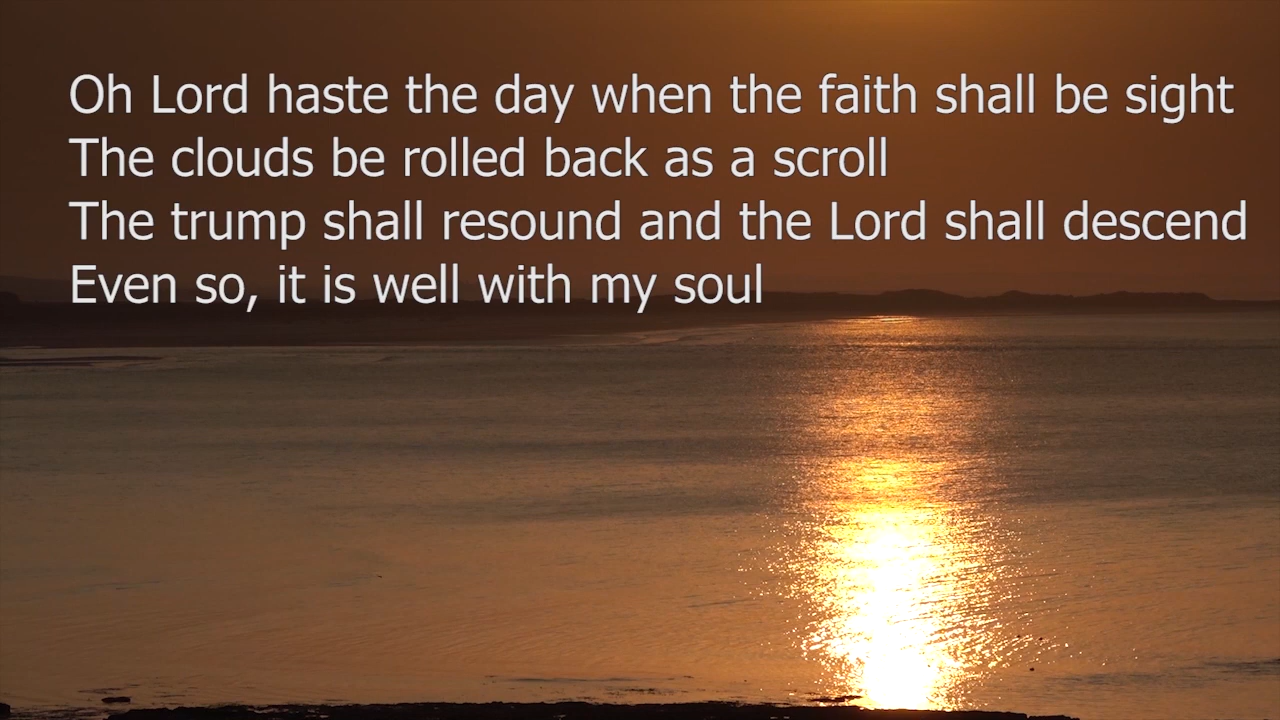 Oh Lord haste the day when the faith shall be sight
The clouds be rolled back as a scroll
The trump shall resound and the Lord shall descend
Even so, it is well with my soul